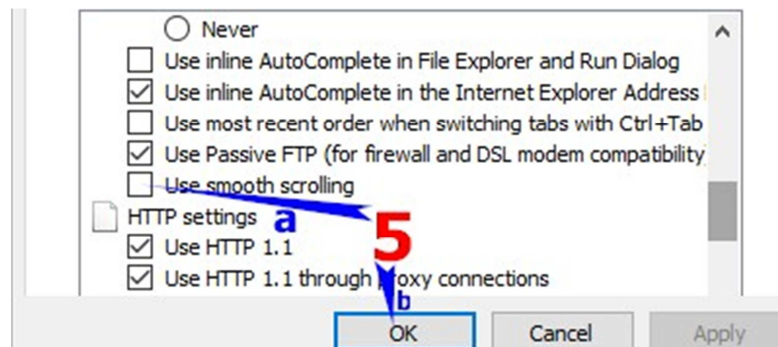 Never
Use inline AutoComplete in File Explorer and Run Dialog
Use inline AutoComplete in the Internet Explorer Address
Use most recent order when switching tabs with Ctrl+Tab
Use Passive FTP (for firewall and DSL modem compatibility
Use smooth scrolling
HTTP settings a
5
Use HTTP 1.1
Use HTTP 1.1 through proxy connections
b
OK Cancel Apply